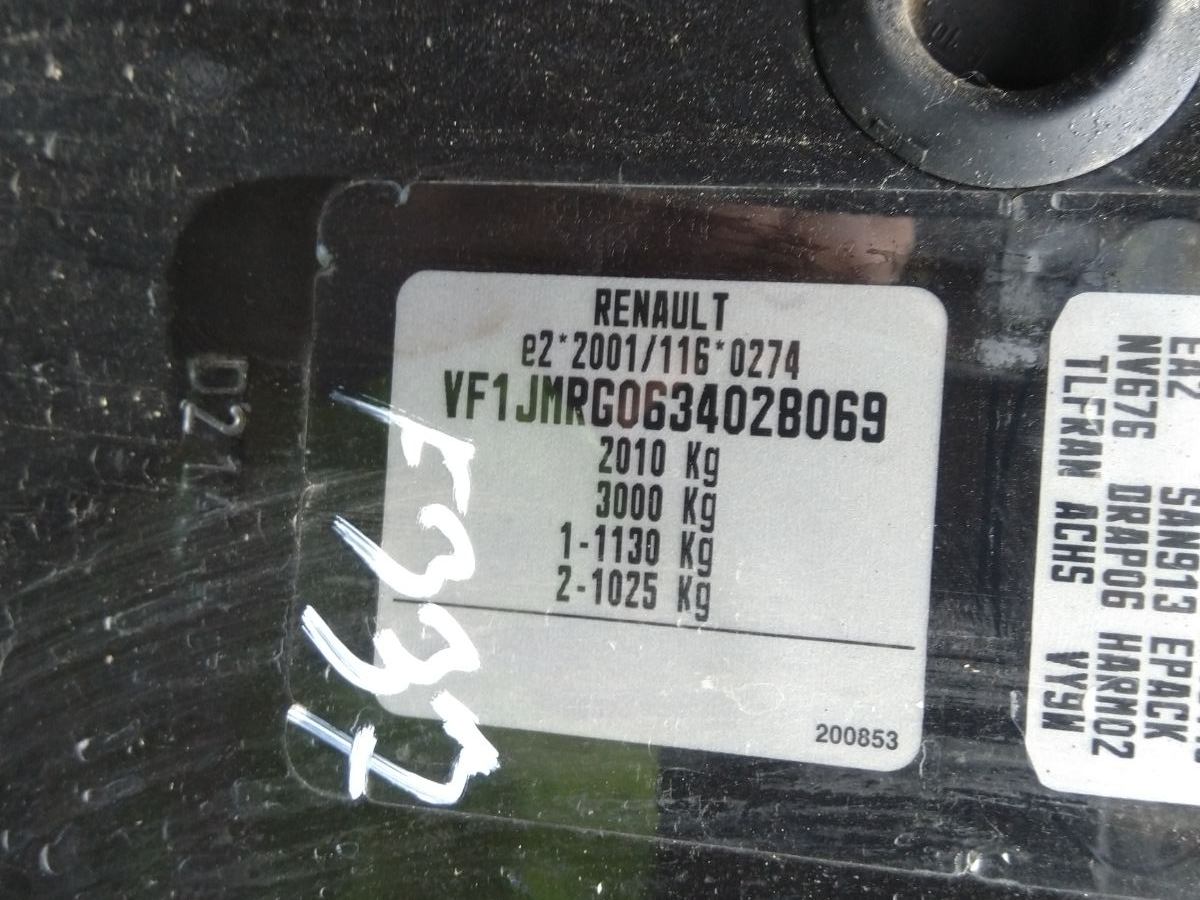 RENAULT
e2*2001/116*0274
VF1JMRG0634028069
2010 Kg
3000 Kg
1-1130 Kg
2-1025 Kg
200853
EA2 SAN913 EPACK
NV676 DRAP06 HARM02
TLFRAN ACHS VY9W